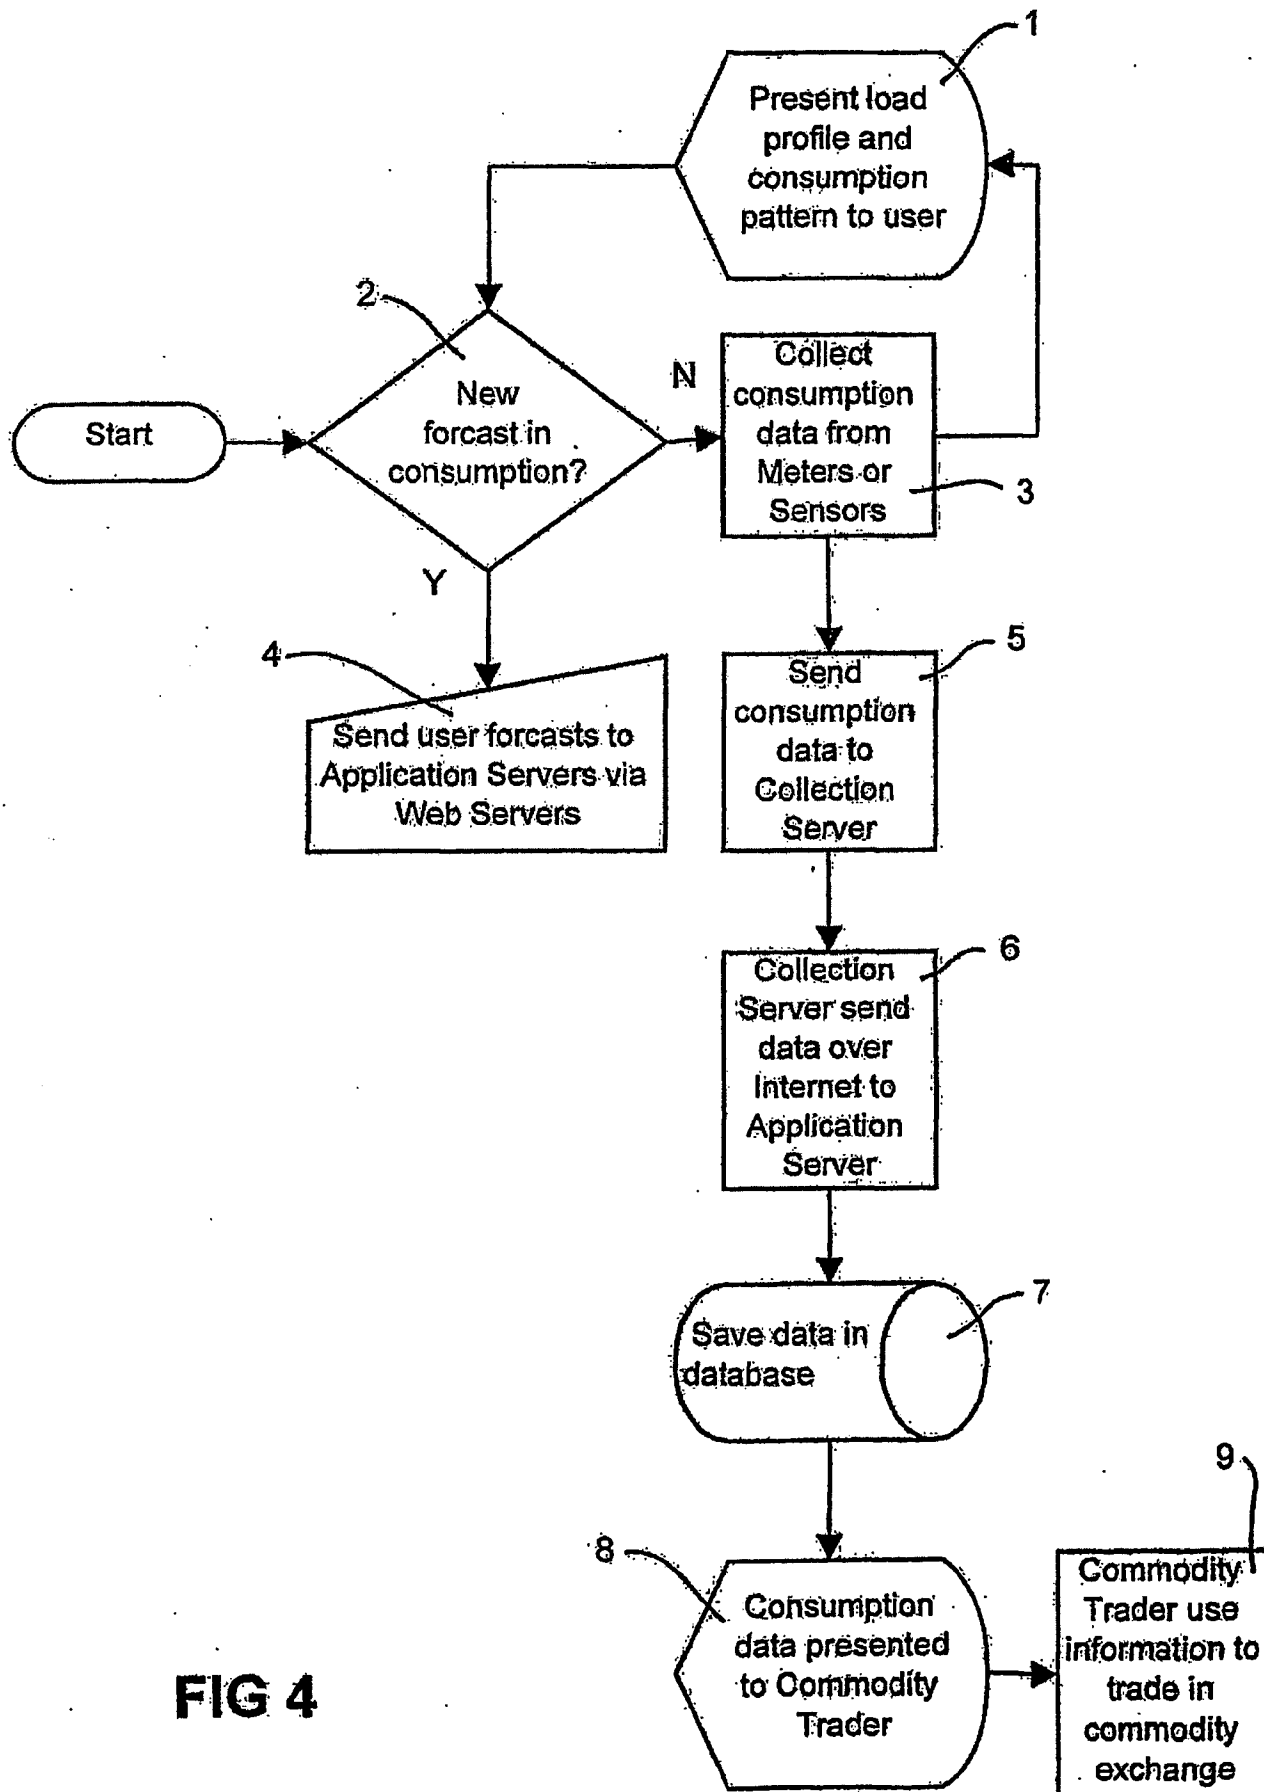 1
Present load
profile and
consumption
pattern to user
2
New
forcast in
consumption?
N
Collect
consumption
data from
Meters or
Sensors
3
Start
Y
4
Send user forcasts to
Application Servers via
Web Servers
5
Send
consumption
data to
Collection
Server
6
Collection
Server send
data over
Internet to
Application
Server
7
Save data in
database
8
Consumption
data presented
to Commodity
Trader
9
Commodity
Trader use
information to
trade in
commodity
exchange
FIG 4